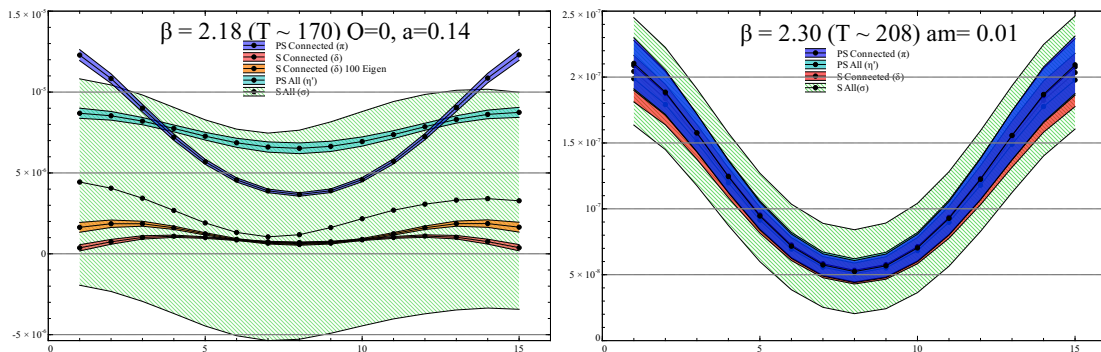 β = 2.18 (T ~ 170) O=0, a=0.14
PS Connected (π)
S Connected (δ)
S Connected (δ) 100 Eigen
PS All (η')
S All (σ)
1.5 × 10⁻⁵
10⁻⁵
5 × 10⁻⁶
0
-5 × 10⁻⁶
0 5 10 15
β = 2.30 (T ~ 208) am= 0.01
PS Connected (π)
PS All (η')
S Connected (δ)
S All(σ)
2.5 × 10⁻⁷
2 × 10⁻⁷
1.5 × 10⁻⁷
10⁻⁷
5 × 10⁻⁸
0
0 5 10 15